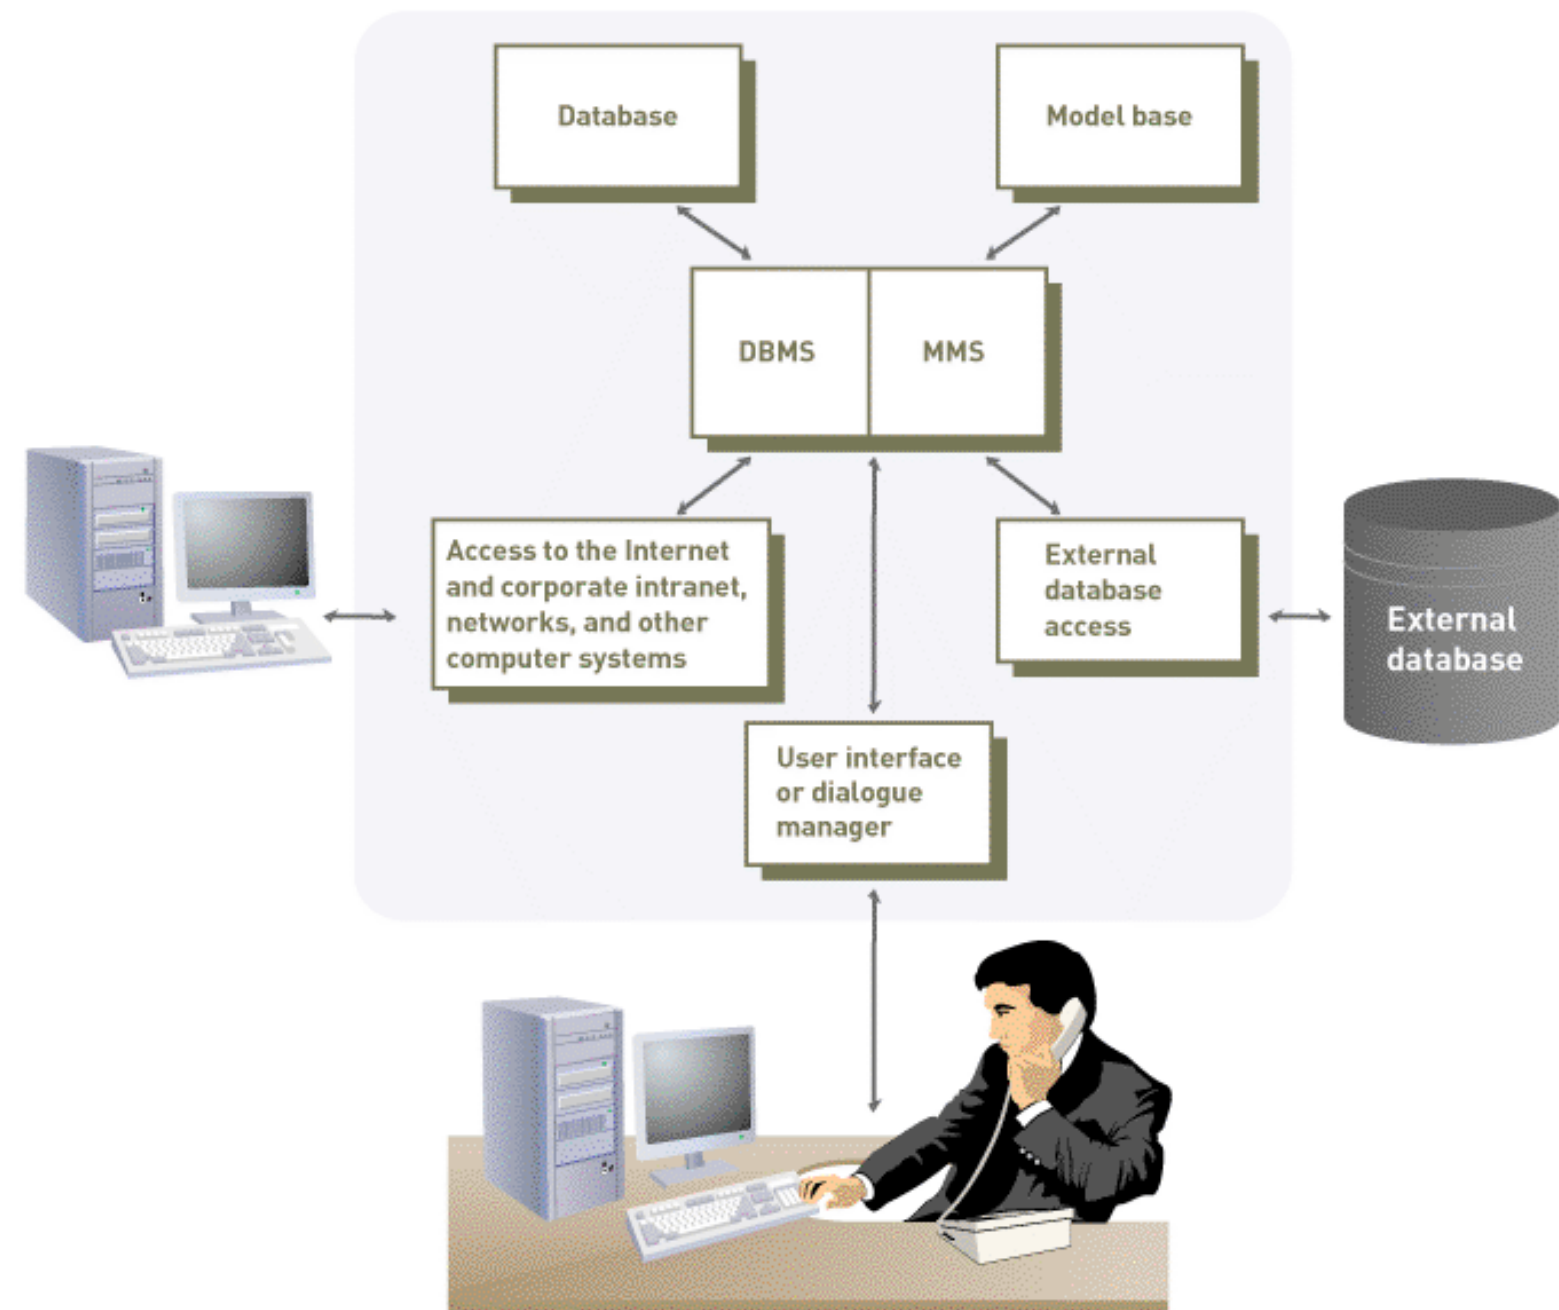 Database
Model base
DBMS
MMS
Access to the Internet
and corporate intranet,
networks, and other
computer systems
External
database
access
External
database
User interface
or dialogue
manager